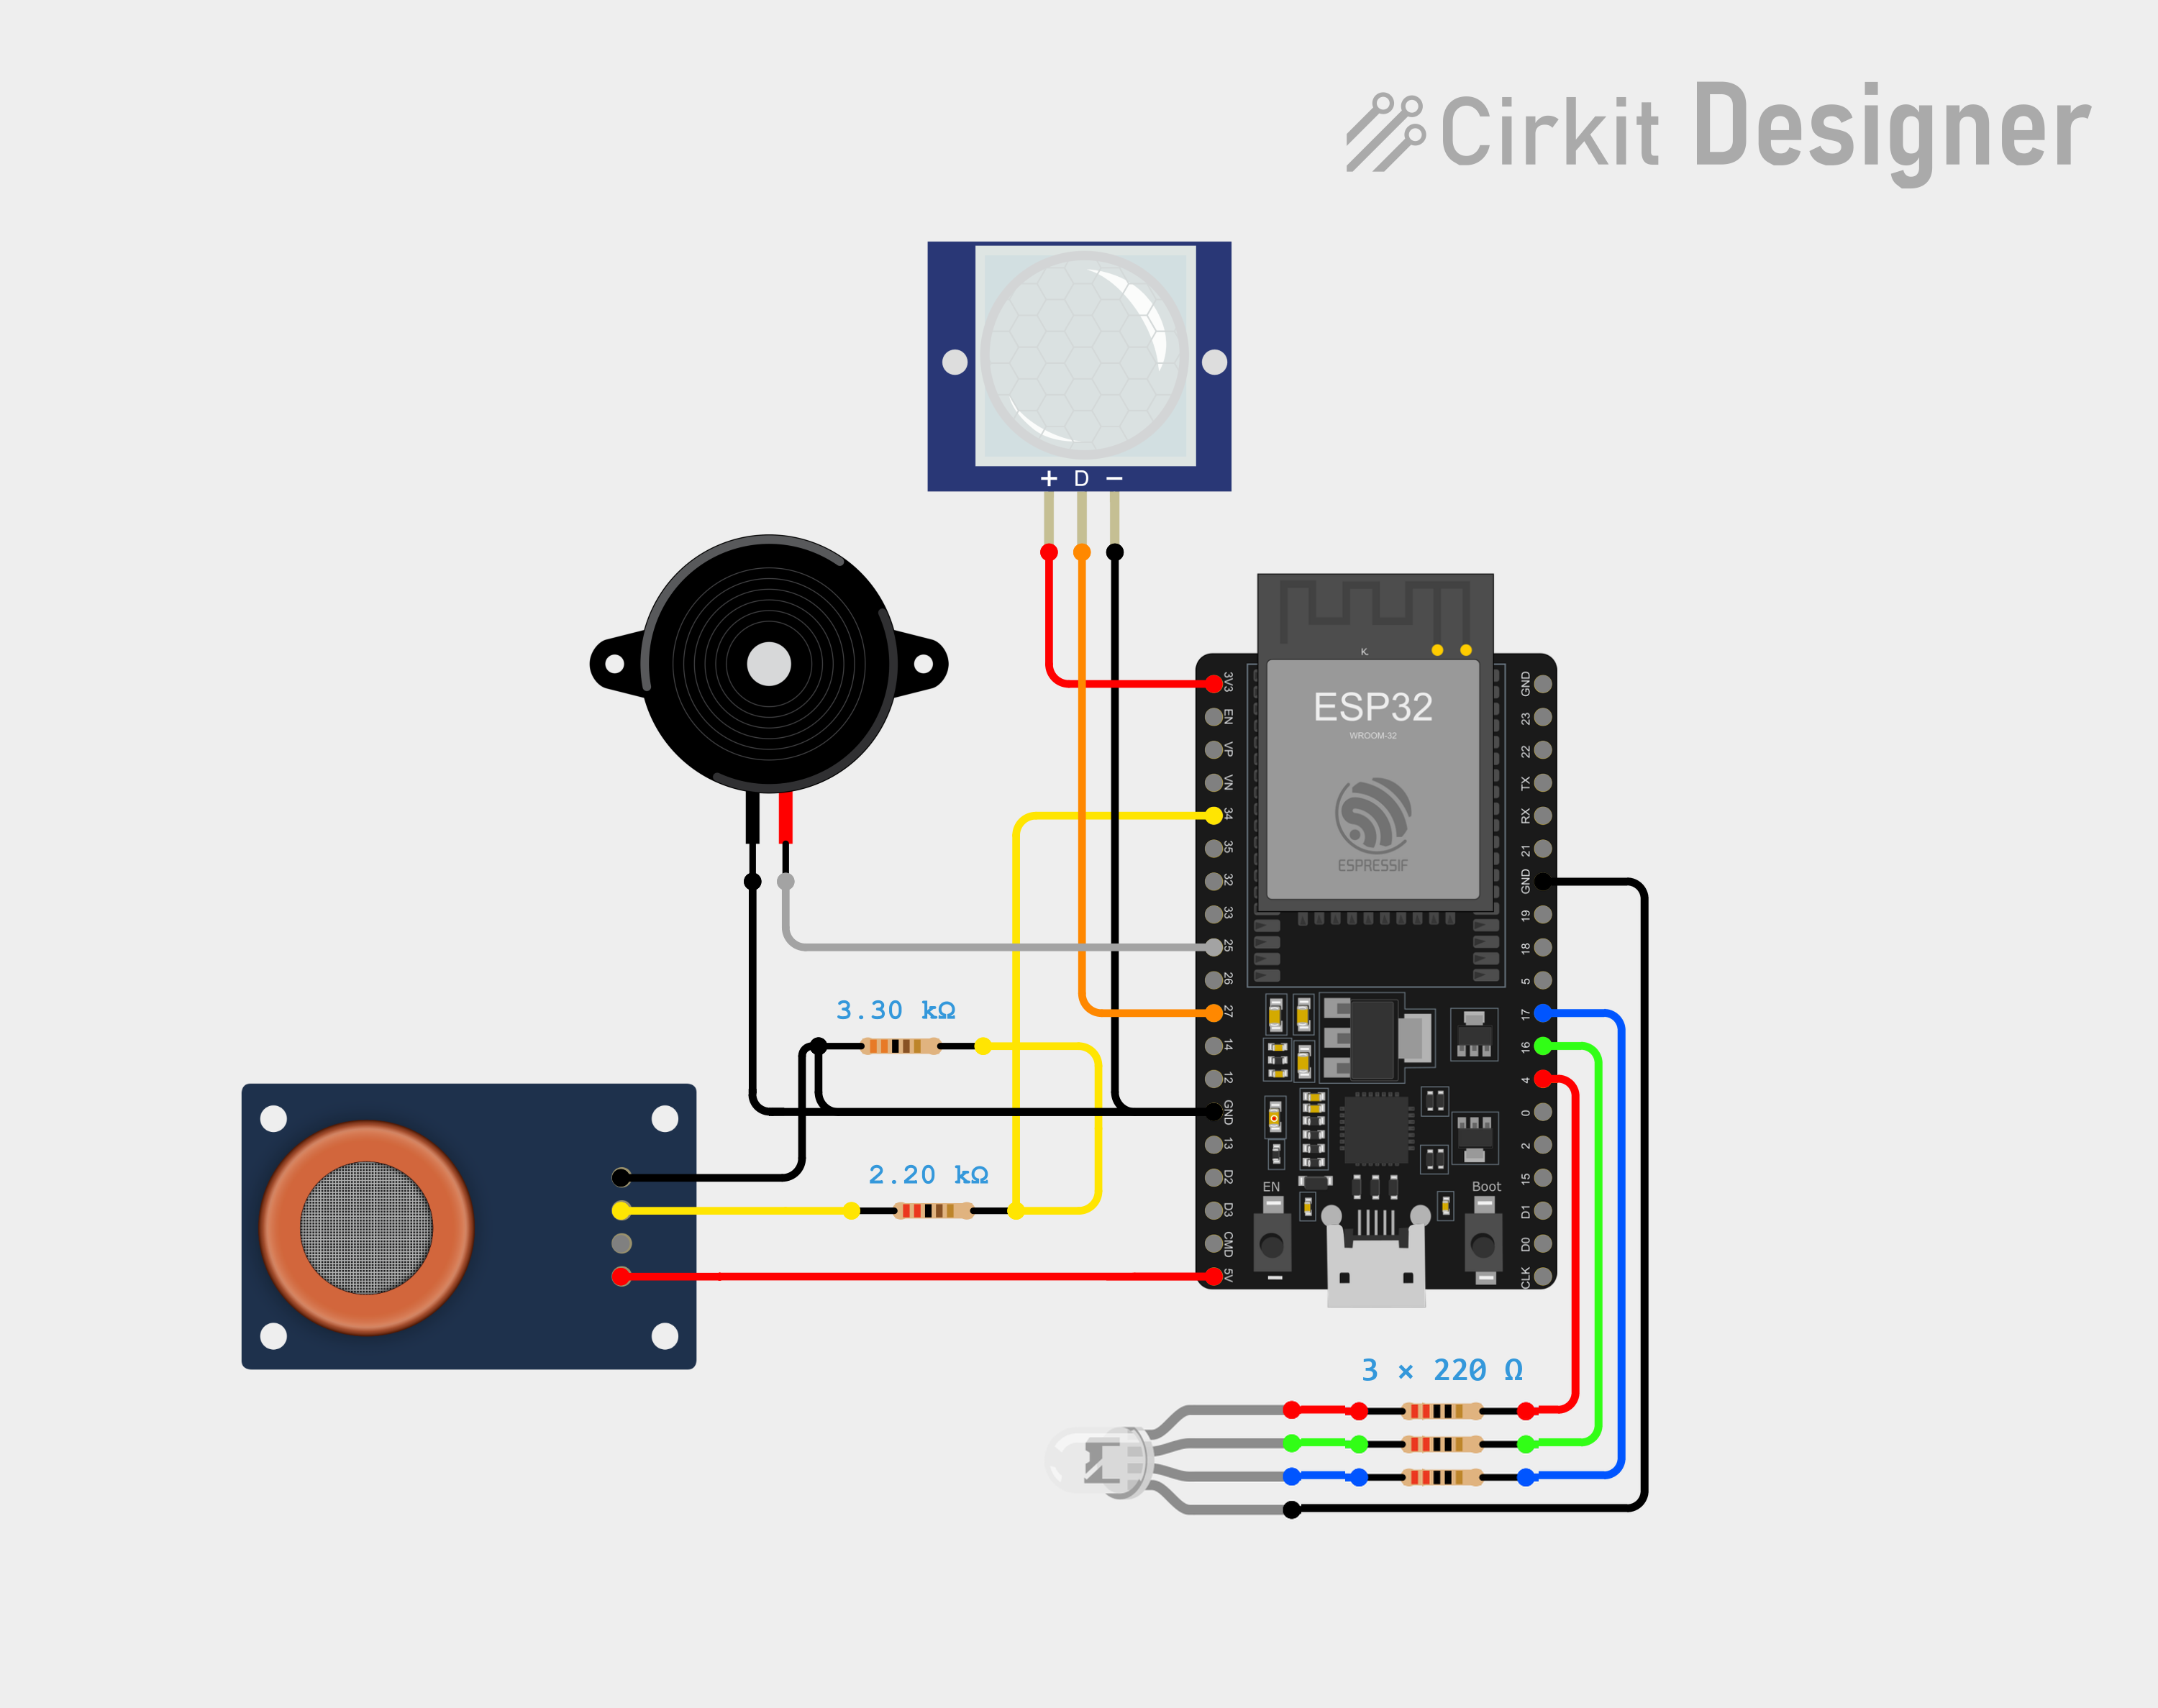 Cirkit Designer
+ D −
K.
ESP32
WROOM-32
ESPRESSIF
3V3
EN
VP
VN
34
35
32
33
25
26
27
14
12
GND
13
D2
D3
CMD
5V
GND
23
22
TX
RX
21
GND
19
18
5
17
16
4
0
2
15
D1
D0
CLK
3.30 kΩ
2.20 kΩ
EN
Boot
3 × 220 Ω